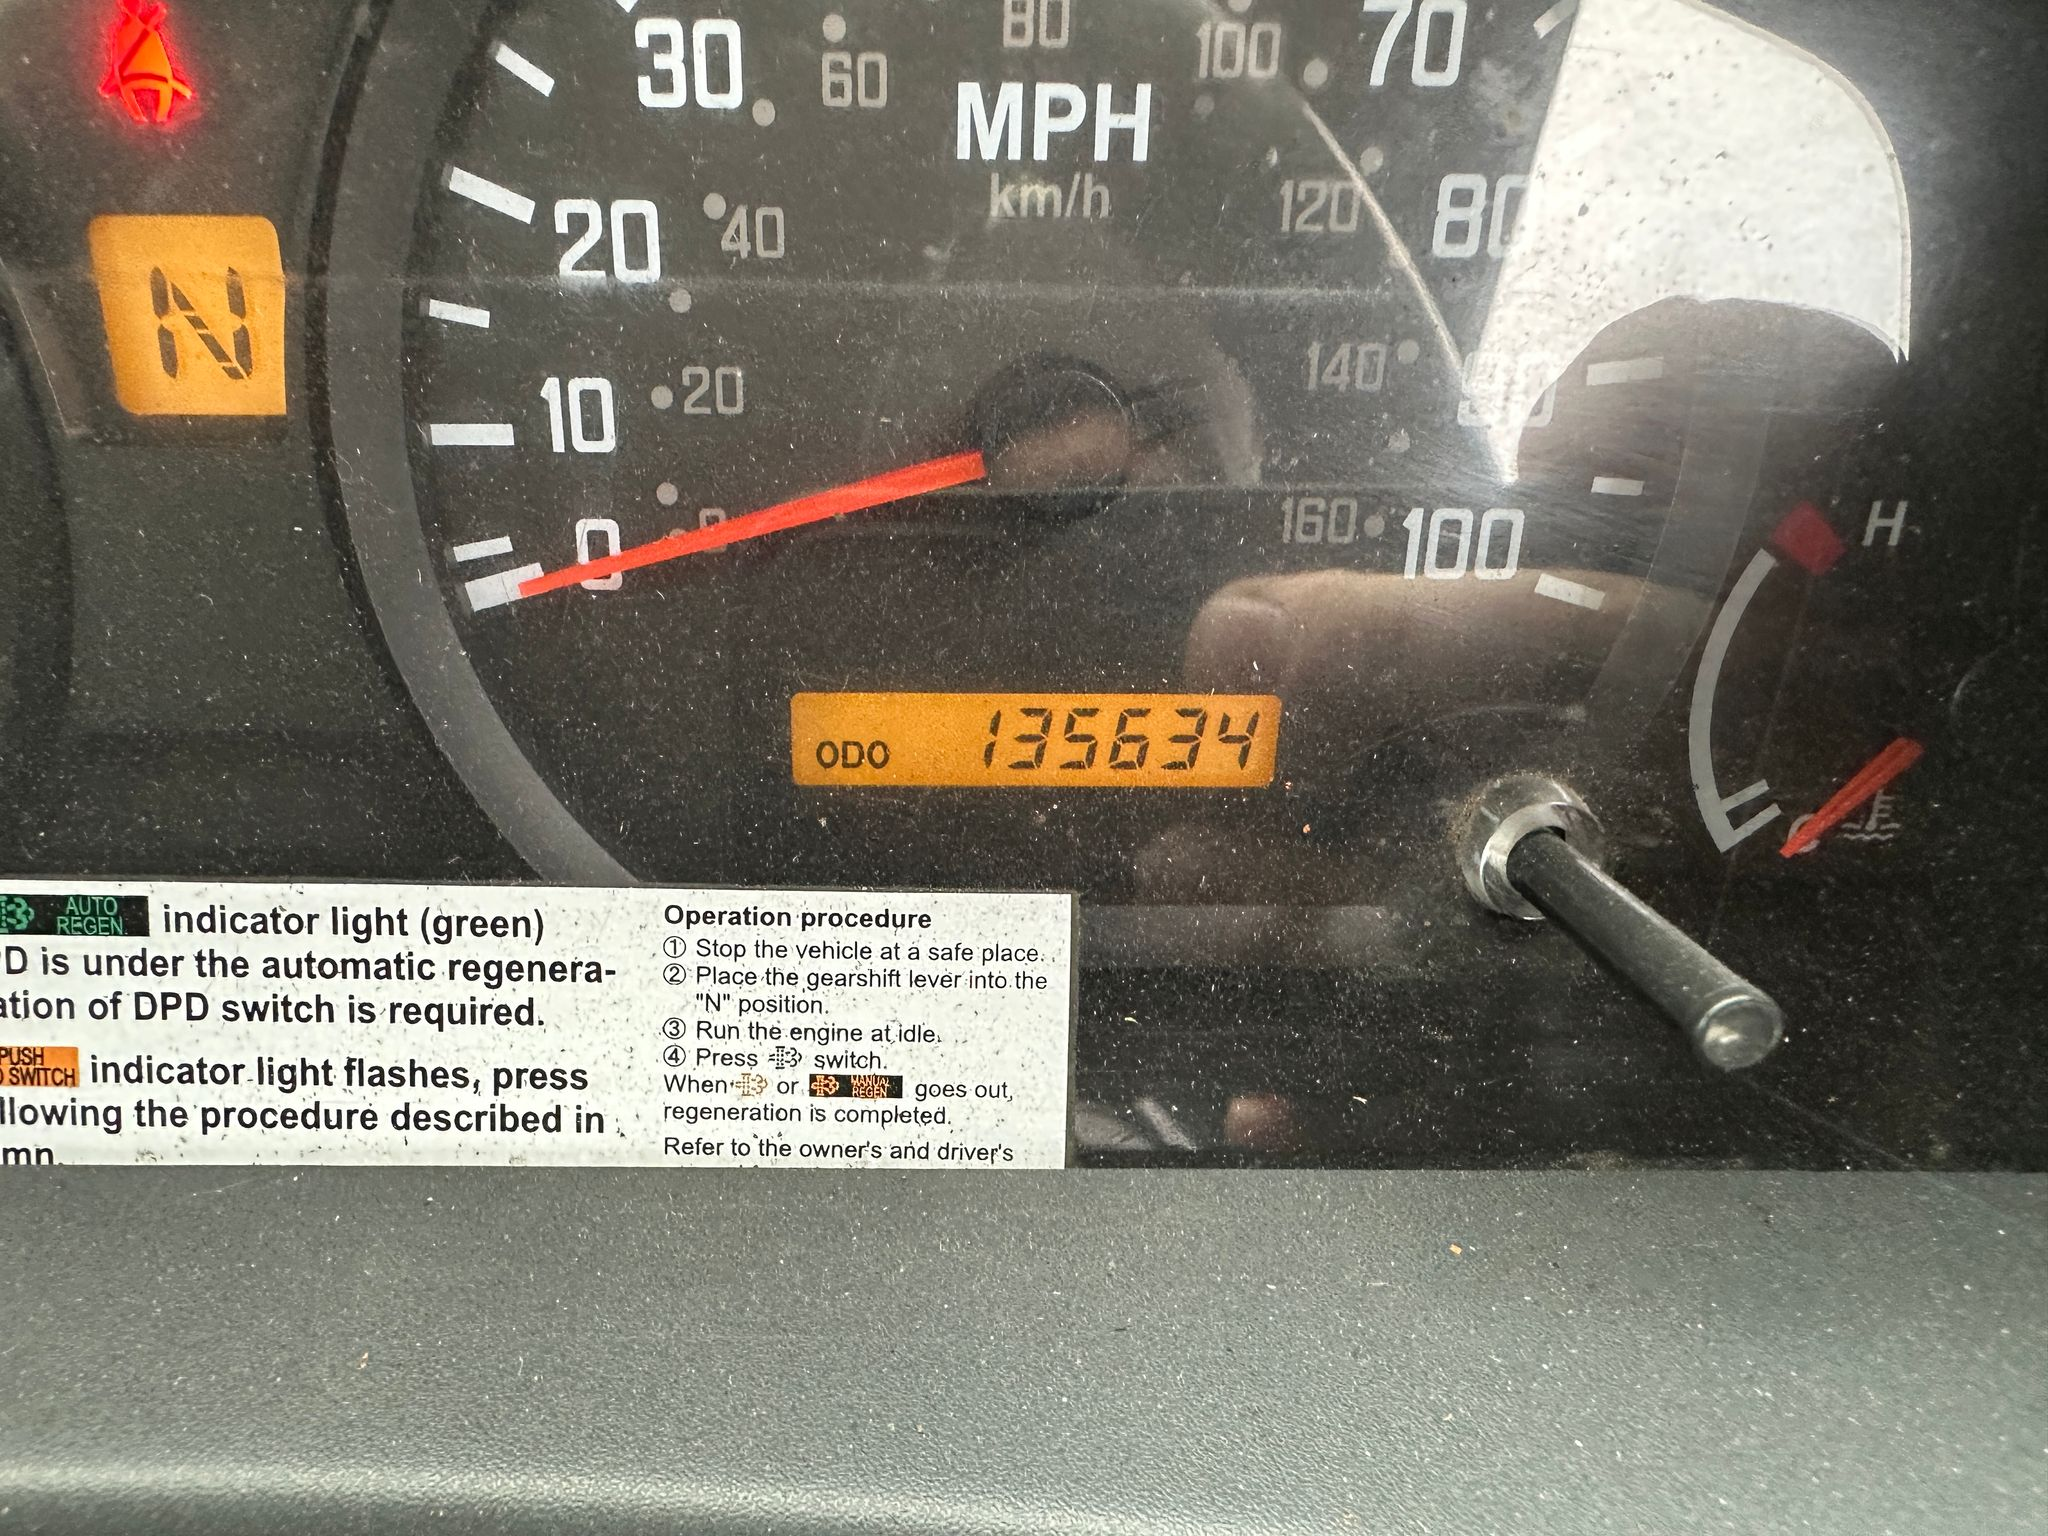 30
60
80
100
70
MPH
km/h
20
40
120
80
N
10
20
140
90
0
0
160
100
H
ODO 135634
AUTO
REGEN.
indicator light (green)
PD is under the automatic regenera-
ation of DPD switch is required.
PUSH
D SWITCH
indicator light flashes, press
llowing the procedure described in
mn.
Operation procedure
① Stop the vehicle at a safe place.
② Place the gearshift lever into the
"N" position.
③ Run the engine at idle.
④ Press switch.
When or MANUAL REGEN goes out,
regeneration is completed.
Refer to the owner's and driver's